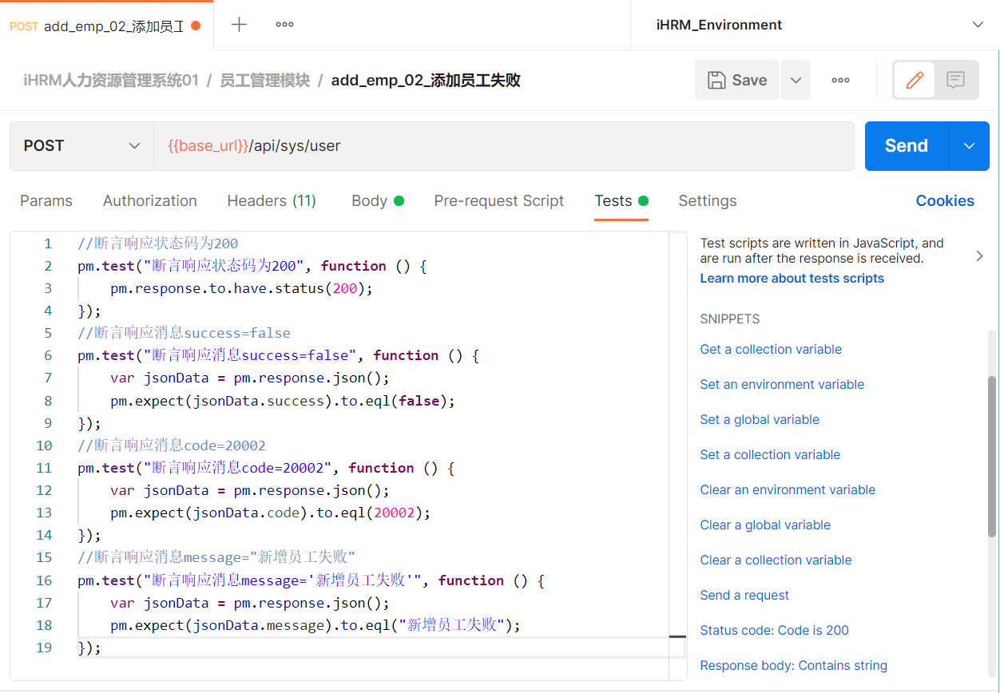 POST add_emp_02_添加员工
iHRM_Environment
iHRM人力资源管理系统01 / 员工管理模块 / add_emp_02_添加员工失败
Save
POST
{{base_url}}/api/sys/user
Send
Params Authorization Headers (11) Body Pre-request Script Tests Settings Cookies
1 //断言响应状态码为200
2 pm.test("断言响应状态码为200", function () {
3 pm.response.to.have.status(200);
4 });
5 //断言响应消息success=false
6 pm.test("断言响应消息success=false", function () {
7 var jsonData = pm.response.json();
8 pm.expect(jsonData.success).to.eql(false);
9 });
10 //断言响应消息code=20002
11 pm.test("断言响应消息code=20002", function () {
12 var jsonData = pm.response.json();
13 pm.expect(jsonData.code).to.eql(20002);
14 });
15 //断言响应消息message="新增员工失败"
16 pm.test("断言响应消息message='新增员工失败'", function () {
17 var jsonData = pm.response.json();
18 pm.expect(jsonData.message).to.eql("新增员工失败");
19 });
Test scripts are written in JavaScript, and
are run after the response is received.
Learn more about tests scripts
SNIPPETS
Get a collection variable
Set an environment variable
Set a global variable
Set a collection variable
Clear an environment variable
Clear a global variable
Clear a collection variable
Send a request
Status code: Code is 200
Response body: Contains string